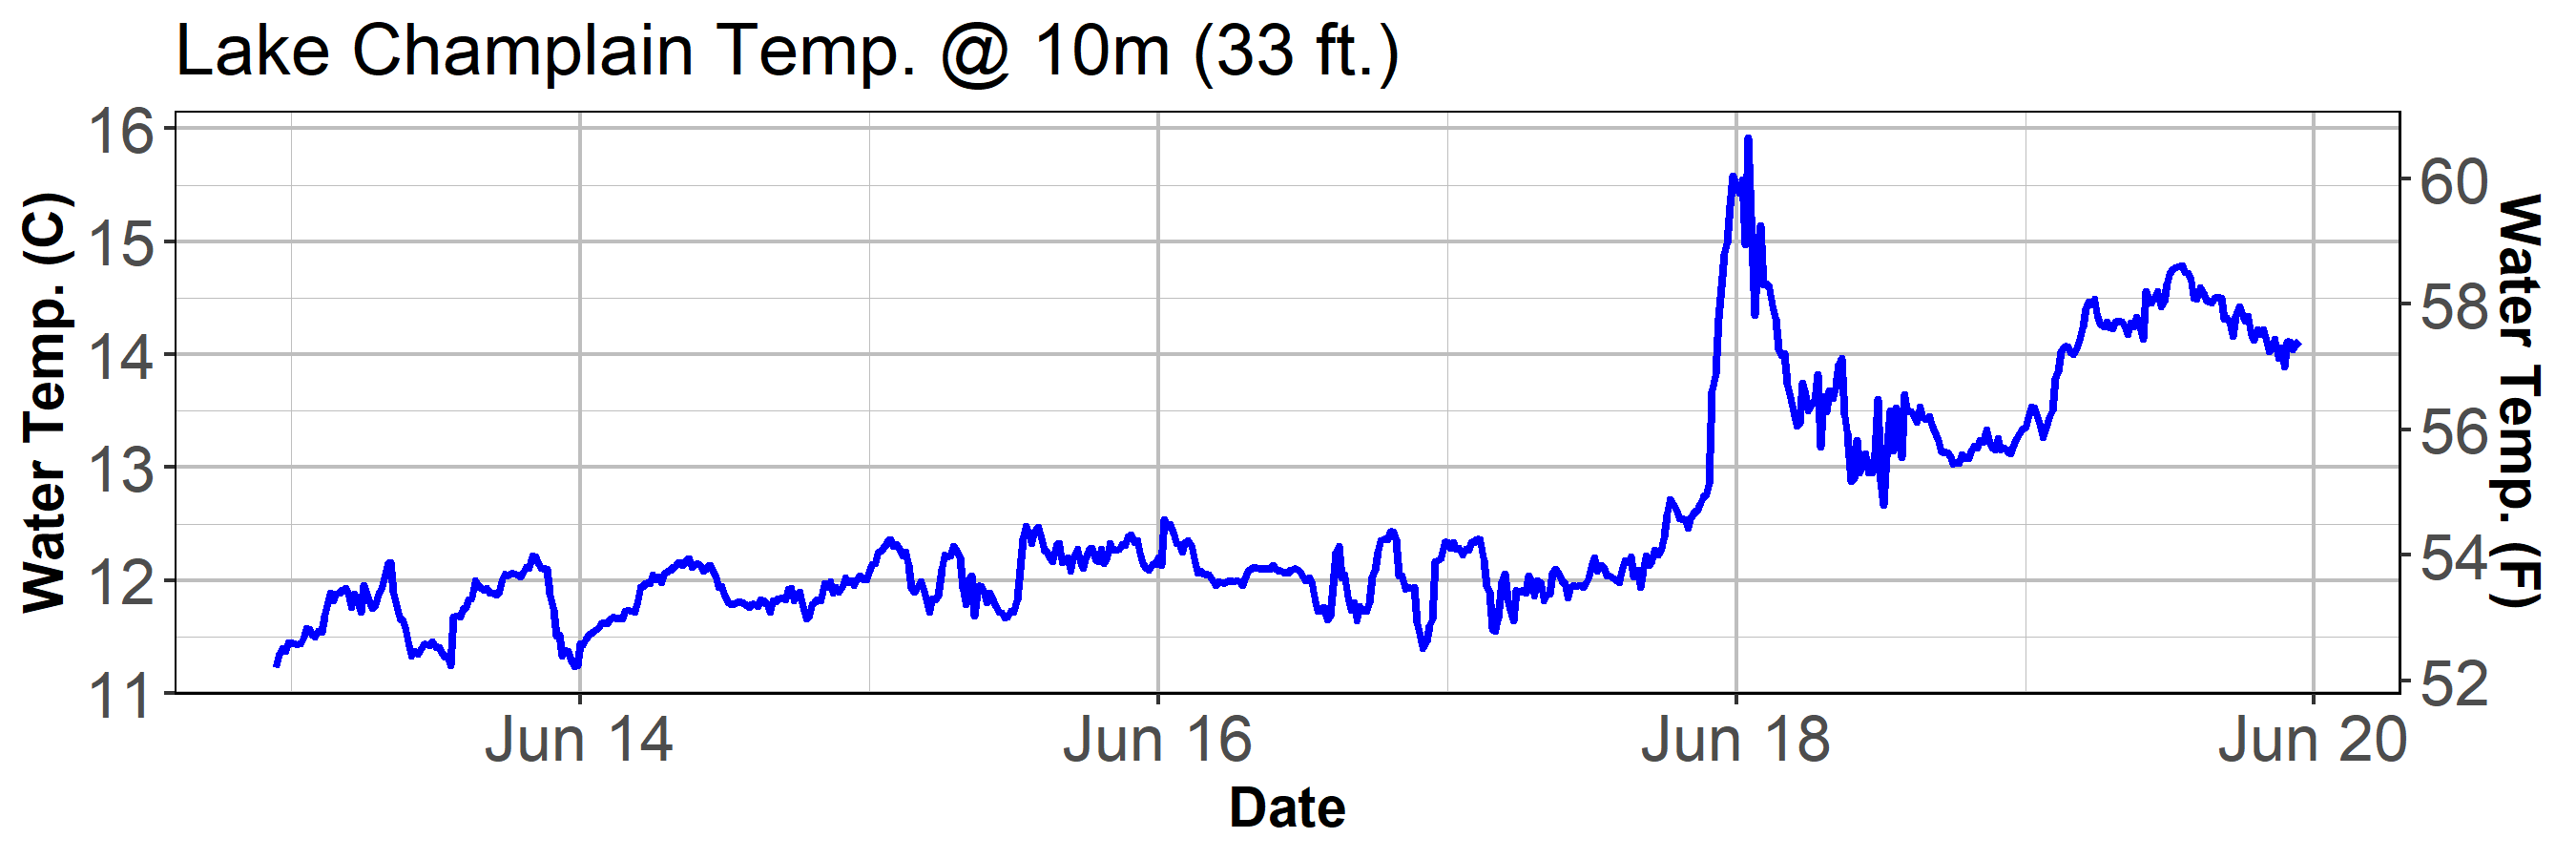 Lake Champlain Temp. @ 10m (33 ft.)
Water Temp. (C)
16
15
14
13
12
11
60
58
56
54
52
Water Temp. (F)
Jun 14
Jun 16
Jun 18
Jun 20
Date